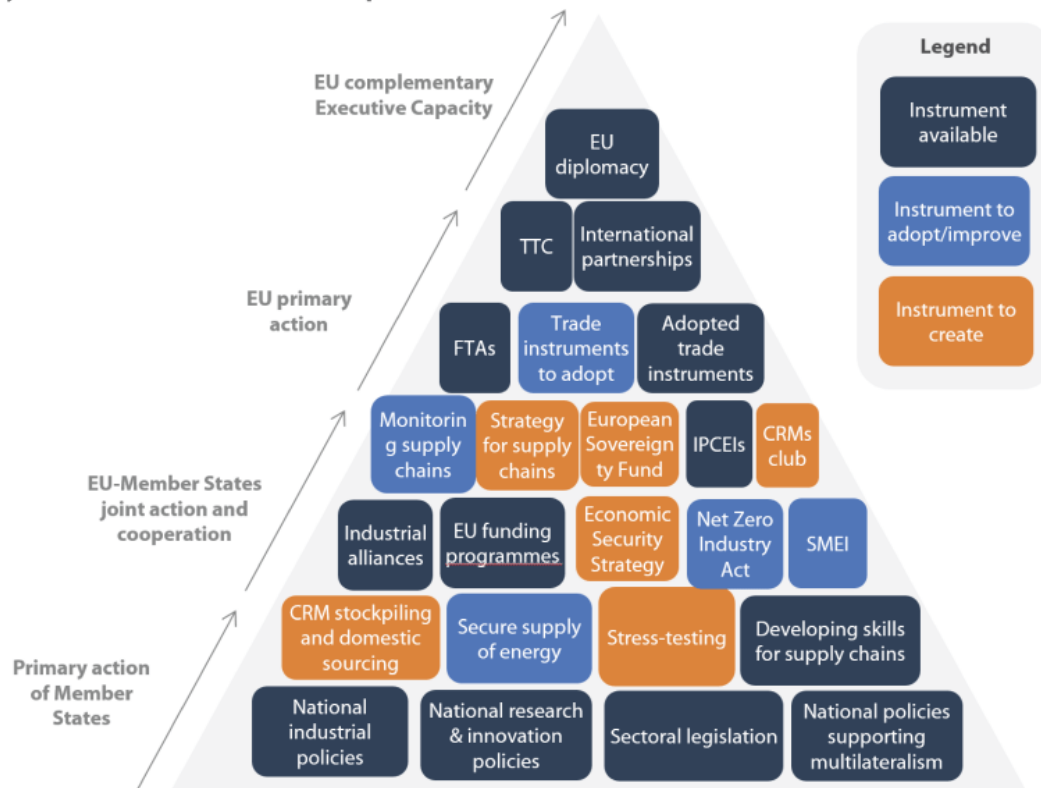 Legend
Instrument
available
Instrument to
adopt/improve
Instrument to
create
EU complementary
Executive Capacity
EU primary
action
EU-Member States
joint action and
cooperation
Primary action
of Member
States
EU
diplomacy
TTC
International
partnerships
FTAs
Trade
instruments
to adopt
Adopted
trade
instruments
Monitorin
g supply
chains
Strategy
for supply
chains
European
Sovereign
ty Fund
IPCEIs
CRMs
club
Industrial
alliances
EU funding
programmes
Economic
Security
Strategy
Net Zero
Industry
Act
SMEI
CRM stockpiling
and domestic
sourcing
Secure supply
of energy
Stress-testing
Developing skills
for supply chains
National
industrial
policies
National research
& innovation
policies
Sectoral legislation
National policies
supporting
multilateralism